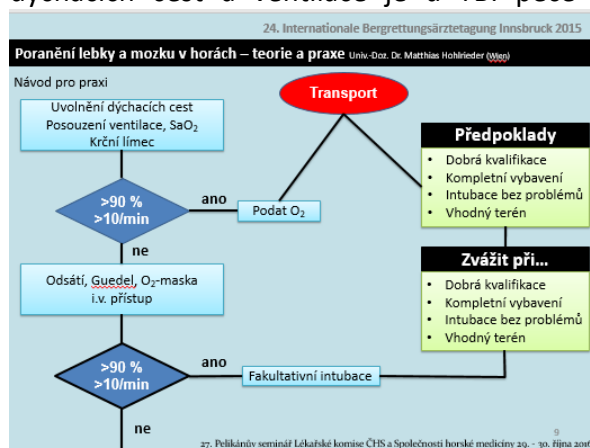 24. Internationale Bergrettungsärztetagung Innsbruck 2015
Poranění lebky a mozku v horách – teorie a praxe Univ.-Doz. Dr. Matthias Hohlrieder (Wien)
Návod pro praxi
Uvolnění dýchacích cest
Posouzení ventilace, SaO₂
Krční límec
Transport
Předpoklady
• Dobrá kvalifikace
• Kompletní vybavení
• Intubace bez problémů
• Vhodný terén
>90 %
>10/min
ano
Podat O₂
ne
Zvážit při...
• Dobrá kvalifikace
• Kompletní vybavení
• Intubace bez problémů
• Vhodný terén
Odsátí, Guedel, O₂-maska
i.v. přístup
>90 %
>10/min
ano
Fakultativní intubace
ne
9
27. Pelikánův seminář Lékařské komise ČHS a Společnosti horské medicíny 29. - 30. října 2016